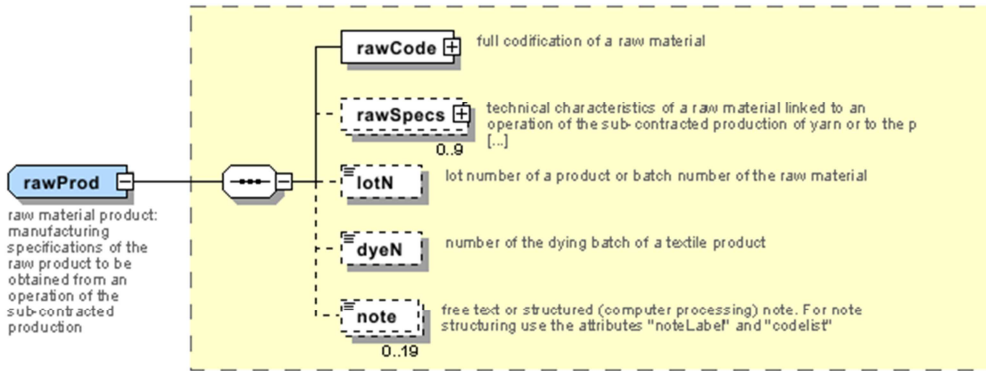 rawCode
full codification of a raw material
rawSpecs
technical characteristics of a raw material linked to an
operation of the sub-contracted production of yarn or to the p
[...]
0..9
rawProd
raw material product:
manufacturing
specifications of the
raw product to be
obtained from an
operation of the
sub-contracted
production
lotN
lot number of a product or batch number of the raw material
dyeN
number of the dying batch of a textile product
note
free text or structured (computer processing) note. For note
structuring use the attributes "noteLabel" and "codelist"
0..19